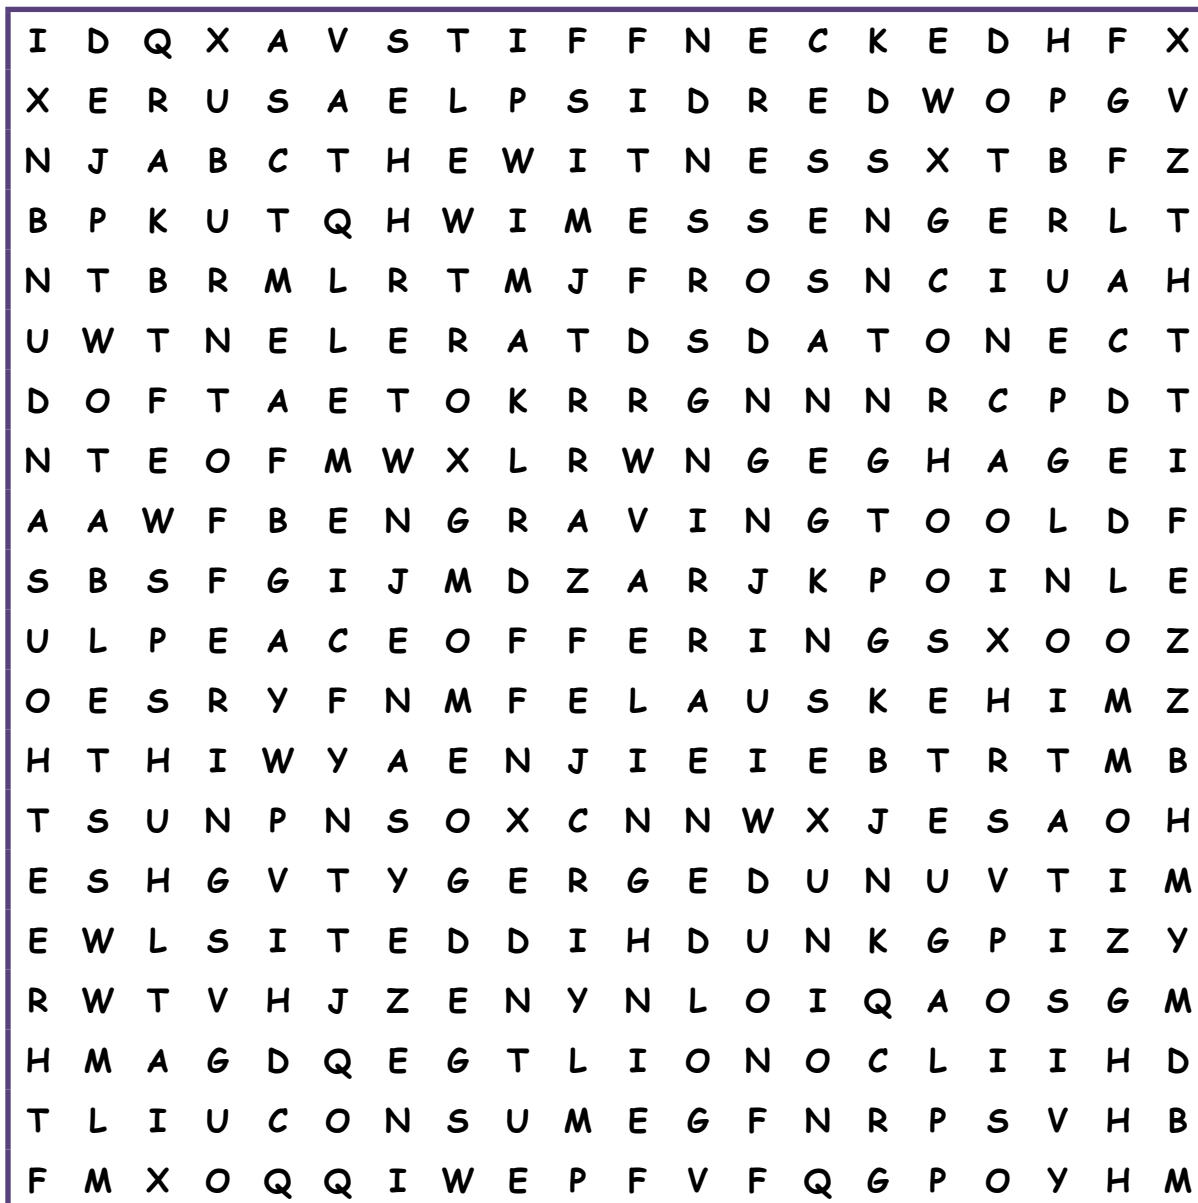 I D Q X A V S T I F F N E C K E D H F X
X E R U S A E L P S I D R E D W O P G V
N J A B C T H E W I T N E S S X T B F Z
B P K U T Q H W I M E S S E N G E R L T
N T B R M L R T M J F R O S N C I U A H
U W T N E L E R A T D S D A T O N E C T
D O F T A E T O K R R G N N N R C P D T
N T E O F M W X L R W N G E G H A G E I
A A W F B E N G R A V I N G T O O L D F
S B S F G I J M D Z A R J K P O I N L E
U L P E A C E O F F E R I N G S X O O Z
O E S R Y F N M F E L A U S K E H I M Z
H T H I W Y A E N J I E I E B T R T M B
T S U N P N S O X C N N W X J E S A O H
E S H G V T Y G E R G E D U N U V T I M
E W L S I T E D D I H D U N K G P I Z Y
R W T V H J Z E N Y N L O I Q A O S G M
H M A G D Q E G T L I O N O C L I I H D
T L I U C O N S U M E G F N R P S V H B
F M X O Q Q I W E P F V F Q G P O Y H M